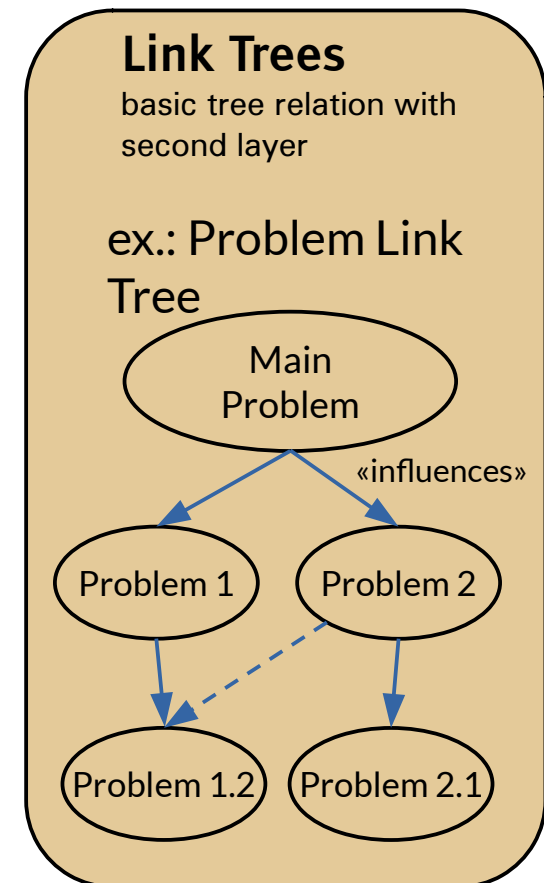 Link Trees
basic tree relation with
second layer
ex.: Problem Link
Tree
Main
Problem
«influences»
Problem 1
Problem 2
Problem 1.2
Problem 2.1